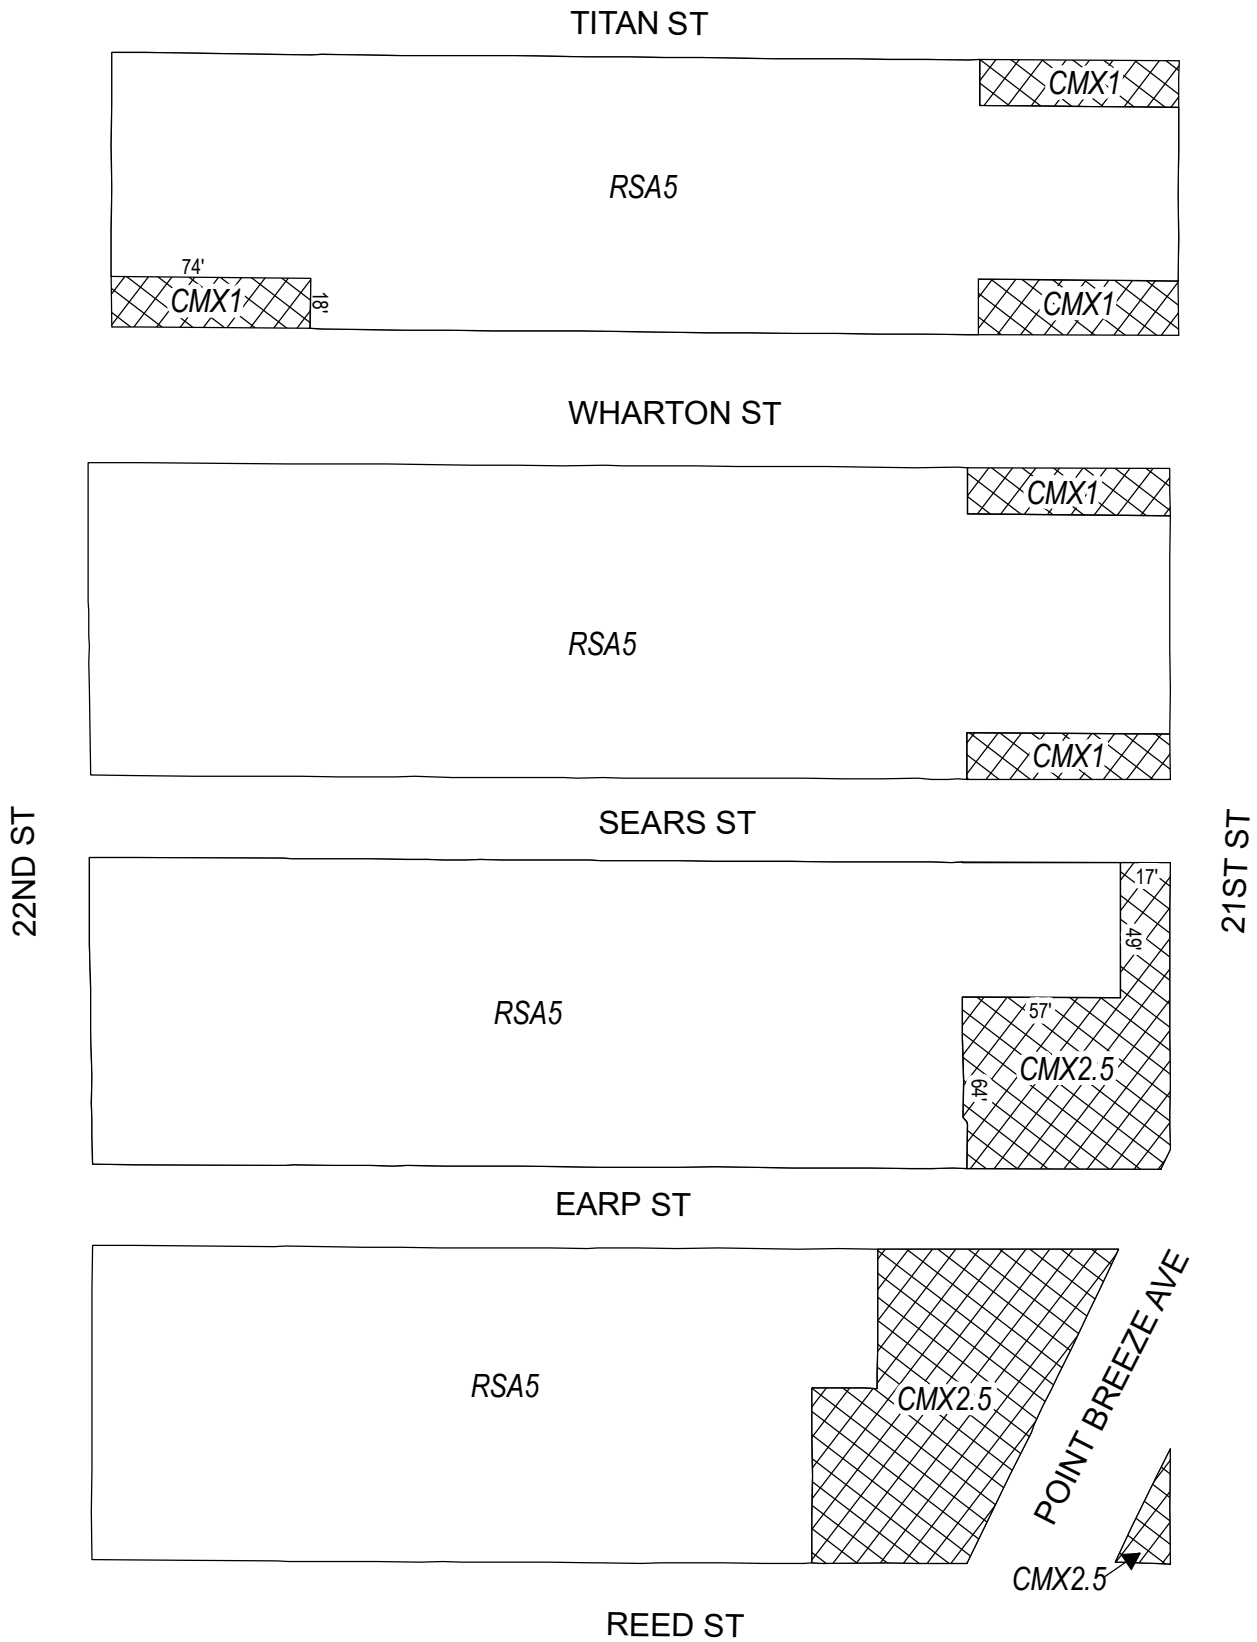 TITAN ST
CMX1
RSA5
74'
CMX1
18'
CMX1
WHARTON ST
CMX1
RSA5
CMX1
22ND ST
SEARS ST
21ST ST
17'
49'
RSA5
57'
CMX2.5
64'
EARP ST
RSA5
CMX2.5
POINT BREEZE AVE
CMX2.5
REED ST